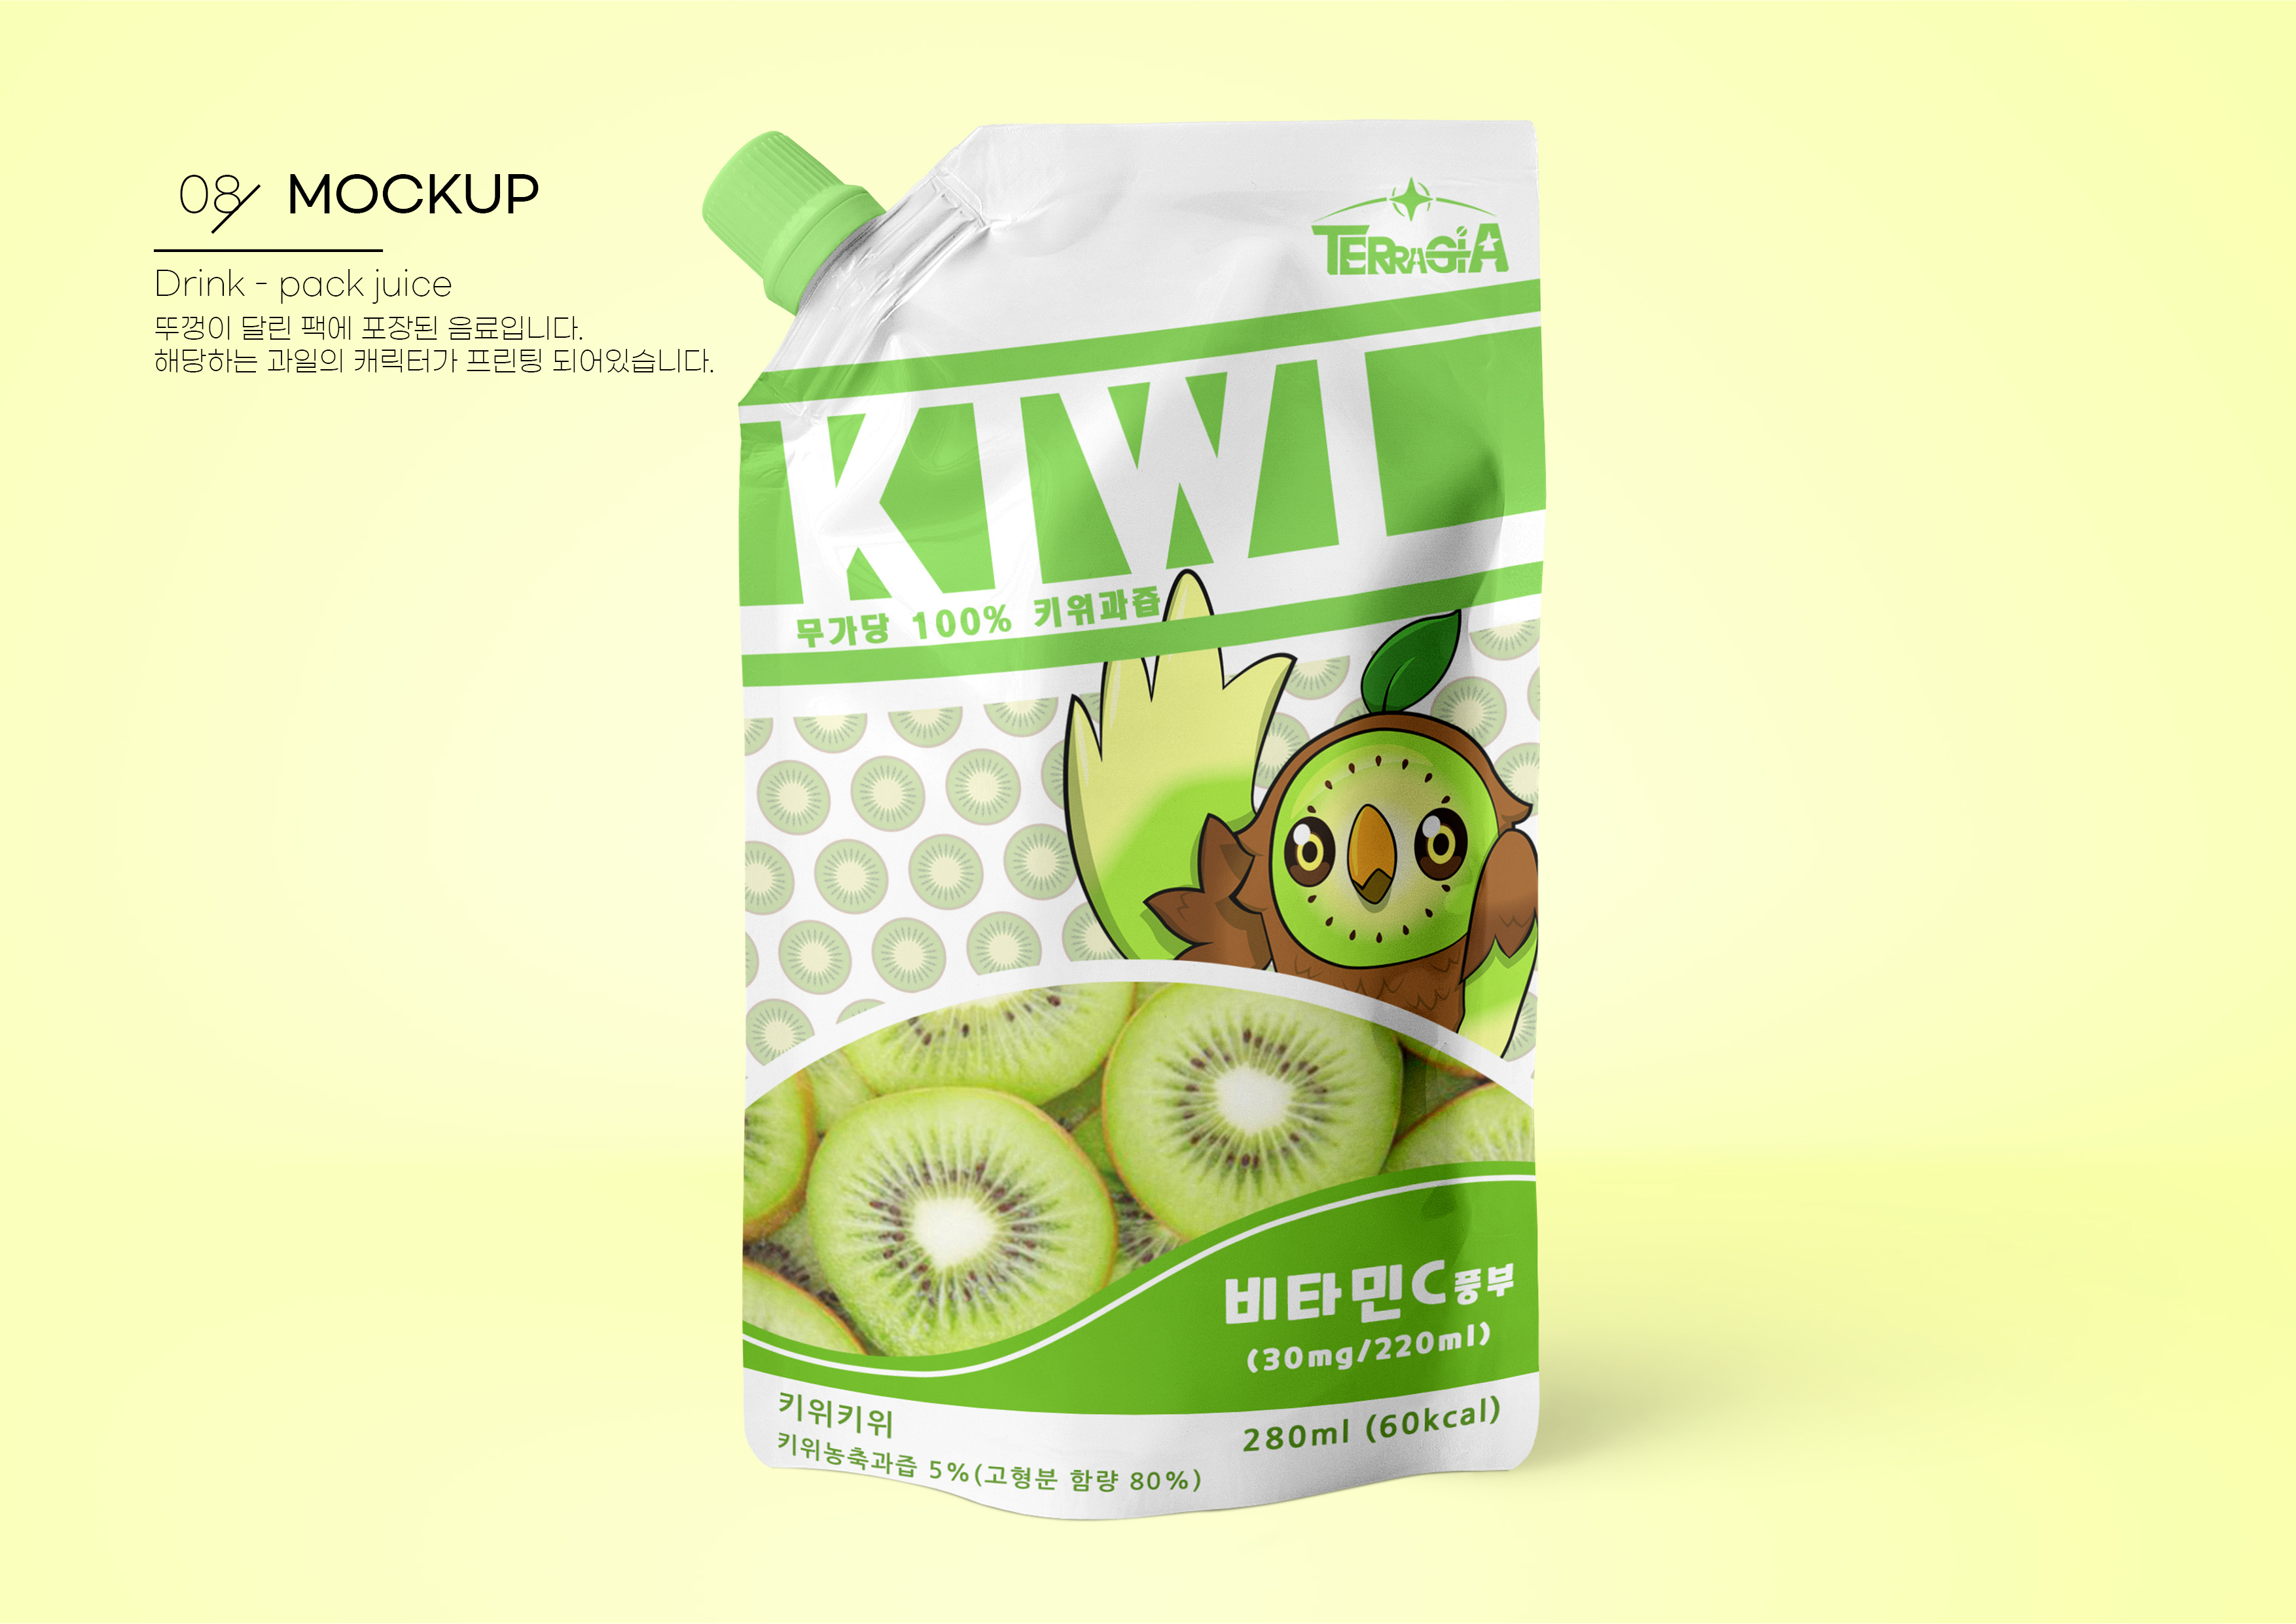 08/ MOCKUP
Drink - pack juice
뚜껑이 달린 팩에 포장된 음료입니다.
해당하는 과일의 캐릭터가 프린팅 되어있습니다.
TERRAGIA
KIWI
무가당 100% 키위과즙
비타민C풍부
(30mg/220ml)
280ml (60kcal)
키위키위
키위농축과즙 5%(고형분 함량 80%)